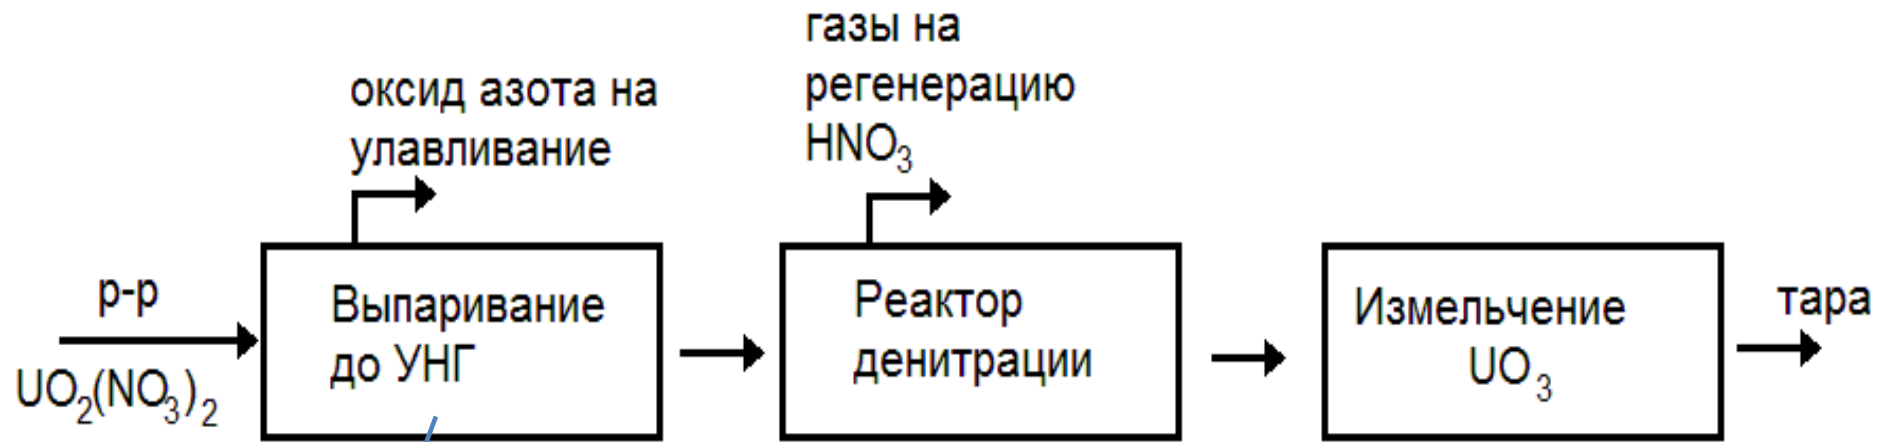 газы на
регенерацию
HNO₃
оксид азота на
улавливание
р-р
UO₂(NO₃)₂
Выпаривание
до УНГ
Реактор
денитрации
Измельчение
UO₃
тара